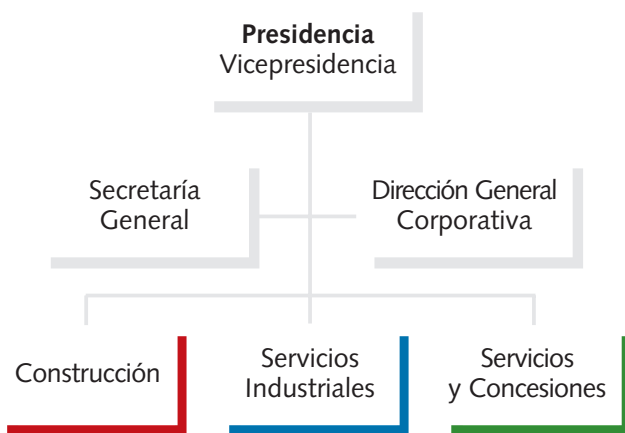 Presidencia
Vicepresidencia
Secretaría
General
Dirección General
Corporativa
Construcción
Servicios
Industriales
Servicios
y Concesiones